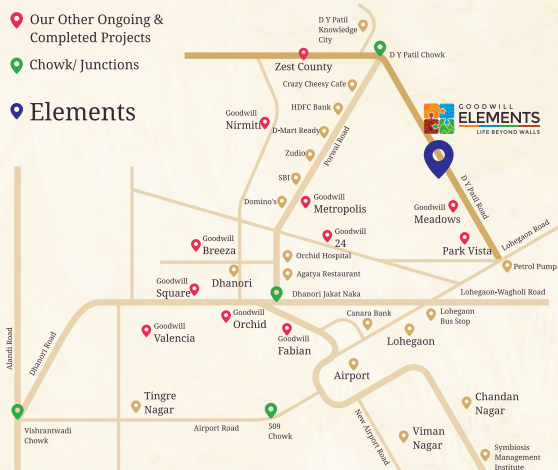 Our Other Ongoing &
Completed Projects
Chowk/ Junctions
Elements
D Y Patil
Knowledge
City
D Y Patil Chowk
Zest County
Crazy Cheesy Cafe
HDFC Bank
GOODWILL
ELEMENTS
LIFE BEYOND WALLS
Goodwill
Nirmiti
D-Mart Ready
Porwal Road
Zudio
SBI
D Y Patil Road
Domino's
Goodwill
Metropolis
Goodwill
Meadows
Goodwill
24
Goodwill
Breeza
Park Vista
Lohegaon Road
Orchid Hospital
Petrol Pump
Agatya Restaurant
Dhanori
Goodwill
Square
Dhanori Jakat Naka
Lohegaon-Wagholi Road
Goodwill
Orchid
Canara Bank
Lohegaon
Bus Stop
Goodwill
Valencia
Goodwill
Fabian
Lohegaon
Alandi Road
Dhanori Road
Airport
Tingre
Nagar
Chandan
Nagar
Vishrantwadi
Chowk
Airport Road
509
Chowk
New Airport Road
Viman
Nagar
Symbiosis
Management
Institute